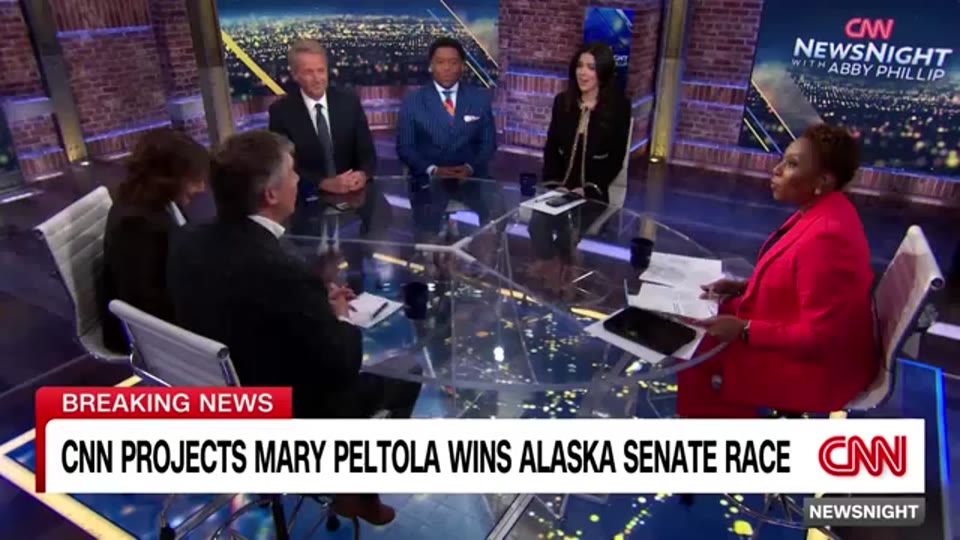 CNN
NEWSNIGHT
WITH ABBY PHILLIP
BREAKING NEWS
CNN PROJECTS MARY PELTOLA WINS ALASKA SENATE RACE
CNN
NEWSNIGHT